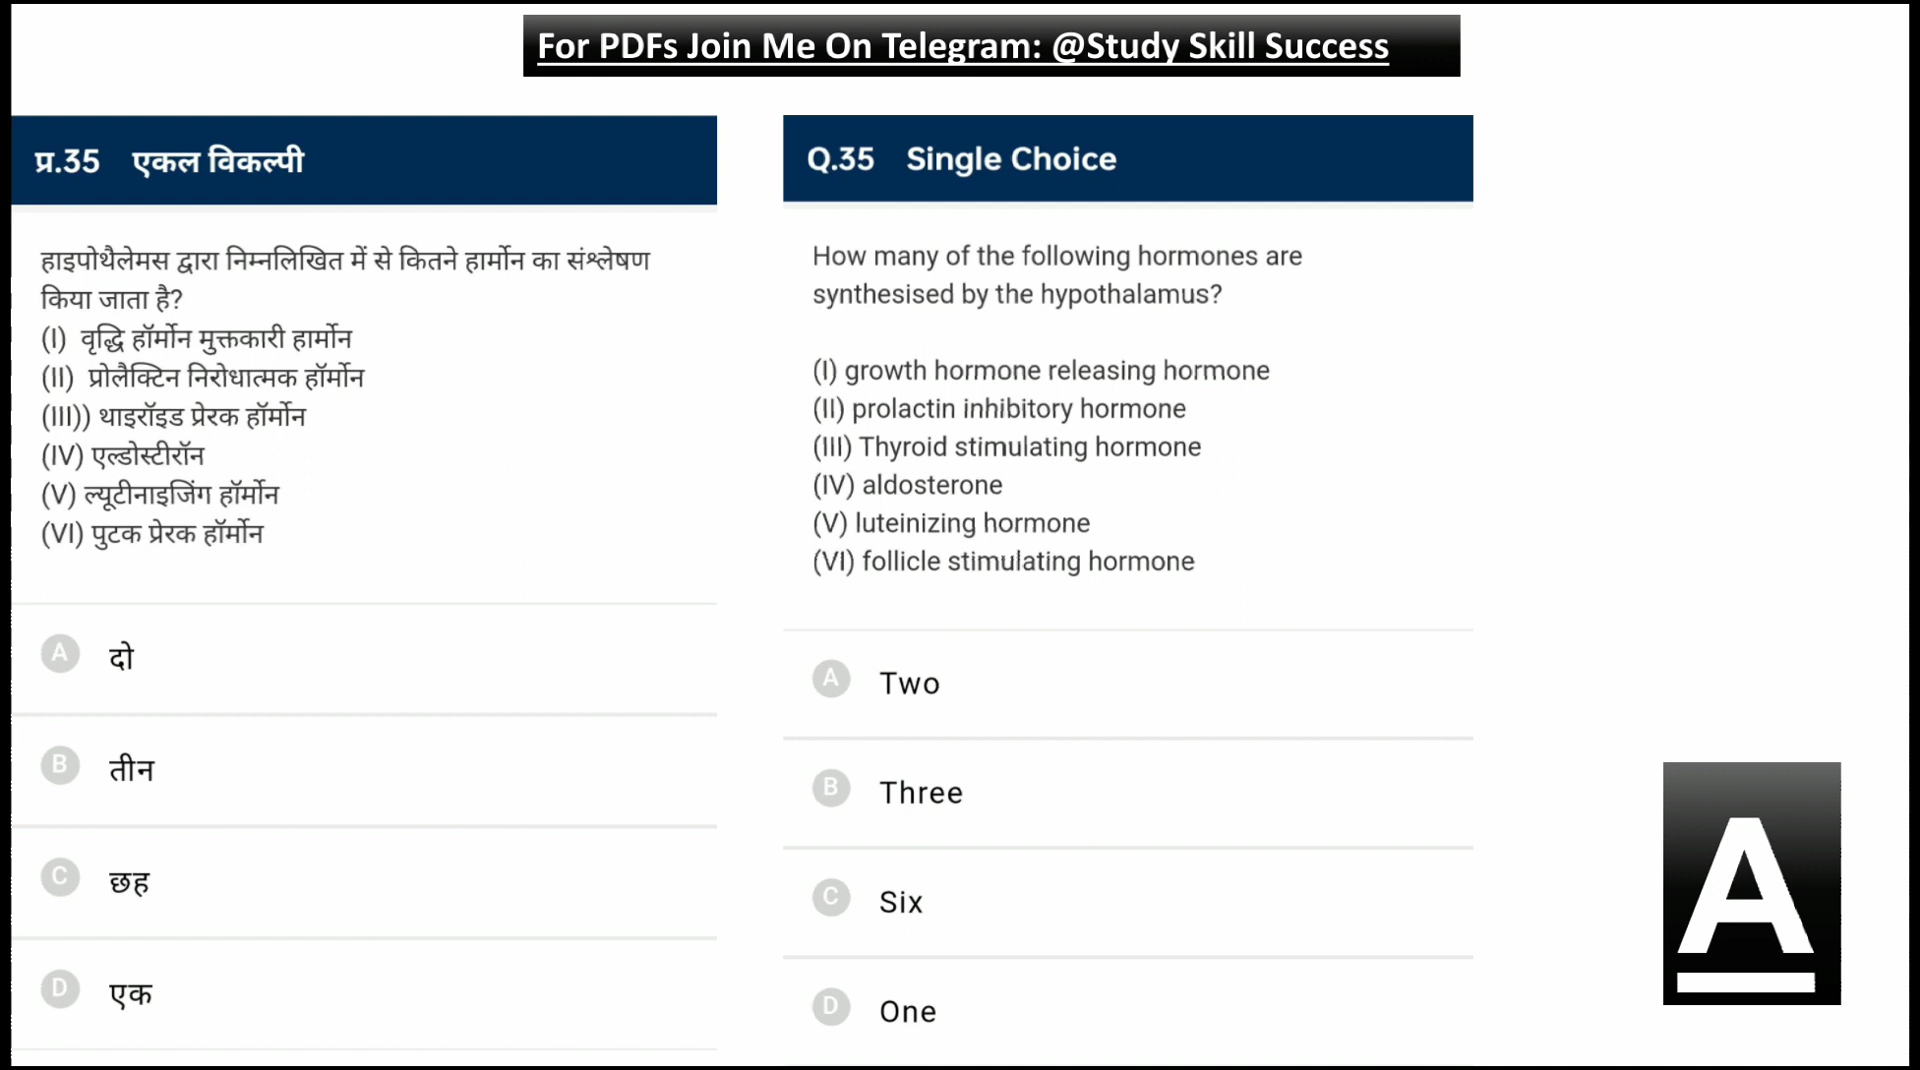 For PDFs Join Me On Telegram: @Study Skill Success
प्र.35 एकल विकल्पी
हाइपोथैलेमस द्वारा निम्नलिखित में से कितने हार्मोन का संश्लेषण
किया जाता है?
(I) वृद्धि हॉर्मोन मुक्तकारी हार्मोन
(II) प्रोलैक्टिन निरोधात्मक हॉर्मोन
(III)) थाइरॉइड प्रेरक हॉर्मोन
(IV) एल्डोस्टीरॉन
(V) ल्यूटीनाइजिंग हॉर्मोन
(VI) पुटक प्रेरक हॉर्मोन
A दो
B तीन
C छह
D एक
Q.35 Single Choice
How many of the following hormones are
synthesised by the hypothalamus?
(I) growth hormone releasing hormone
(II) prolactin inhibitory hormone
(III) Thyroid stimulating hormone
(IV) aldosterone
(V) luteinizing hormone
(VI) follicle stimulating hormone
A Two
B Three
C Six
D One
A